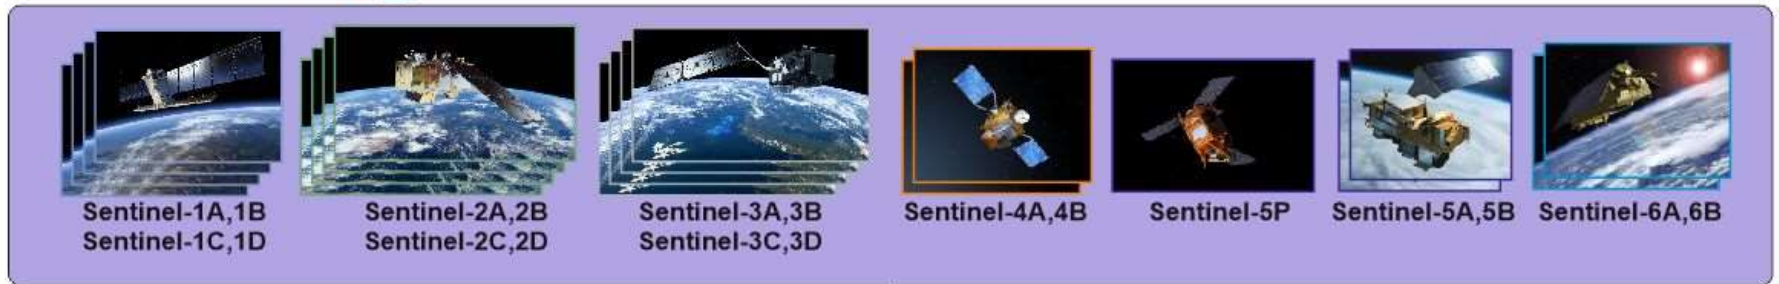 Sentinel-1A,1B
Sentinel-1C,1D
Sentinel-2A,2B
Sentinel-2C,2D
Sentinel-3A,3B
Sentinel-3C,3D
Sentinel-4A,4B
Sentinel-5P
Sentinel-5A,5B
Sentinel-6A,6B